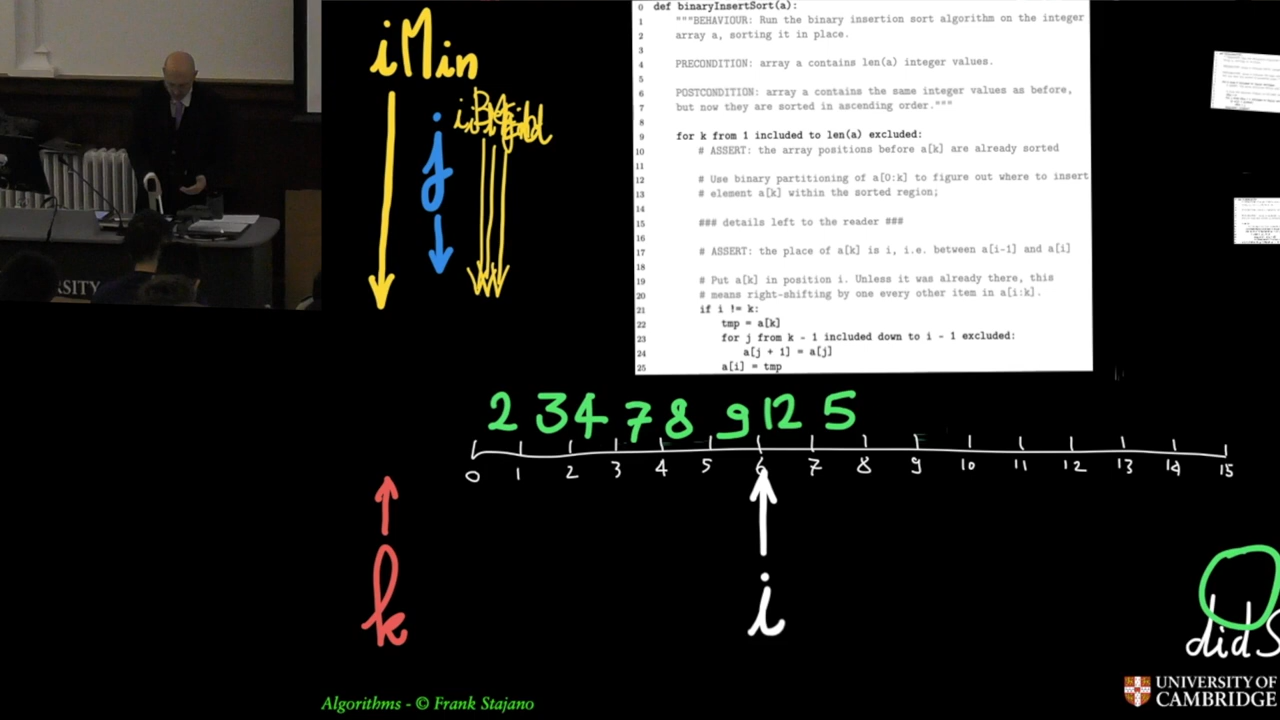 iMin
j
0 def binaryInsertSort(a):
1 """BEHAVIOUR: Run the binary insertion sort algorithm on the integer
2 array a, sorting it in place.
3
4 PRECONDITION: array a contains len(a) integer values.
5
6 POSTCONDITION: array a contains the same integer values as before,
7 but now they are sorted in ascending order."""
8
9 for k from 1 included to len(a) excluded:
10 # ASSERT: the array positions before a[k] are already sorted
11
12 # Use binary partitioning of a[0:k] to figure out where to insert
13 # element a[k] within the sorted region;
14
15 ### details left to the reader ###
16
17 # ASSERT: the place of a[k] is i, i.e. between a[i-1] and a[i]
18
19 # Put a[k] in position i. Unless it was already there, this
20 # means right-shifting by one every other item in a[i:k].
21 if i != k:
22 tmp = a[k]
23 for j from k - 1 included down to i - 1 excluded:
24 a[j + 1] = a[j]
25 a[i] = tmp
2 3 4 7 8 9 12 5
0 1 2 3 4 5 6 7 8 9 10 11 12 13 14 15
k
i
didS
Algorithms - © Frank Stajano
UNIVERSITY OF
CAMBRIDGE